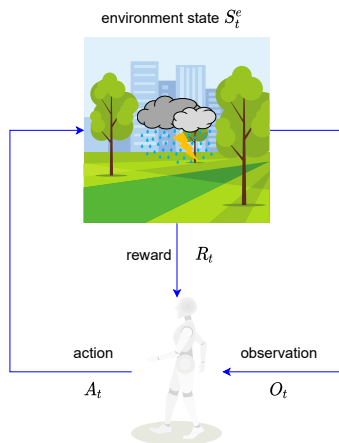 environment state $S_t^e$
reward $R_t$
action
observation
$A_t$
$O_t$